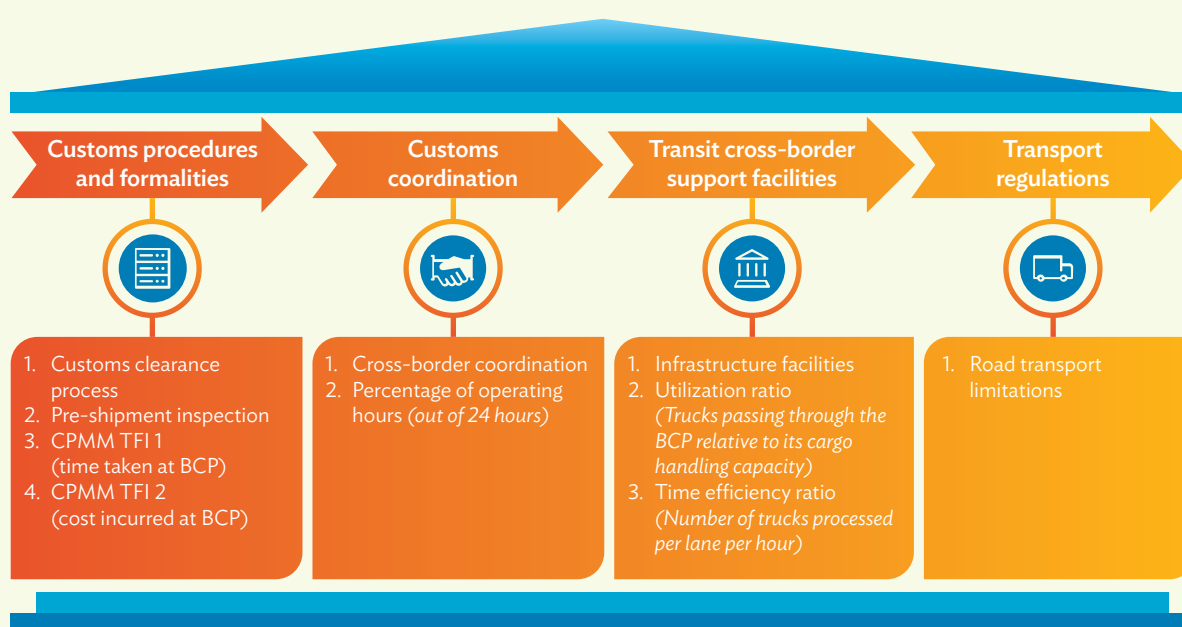 Customs procedures
and formalities
Customs
coordination
Transit cross-border
support facilities
Transport
regulations
1. Customs clearance
process
2. Pre-shipment inspection
3. CPMM TFI 1
(time taken at BCP)
4. CPMM TFI 2
(cost incurred at BCP)
1. Cross-border coordination
2. Percentage of operating
hours (out of 24 hours)
1. Infrastructure facilities
2. Utilization ratio
(Trucks passing through the
BCP relative to its cargo
handling capacity)
3. Time efficiency ratio
(Number of trucks processed
per lane per hour)
1. Road transport
limitations